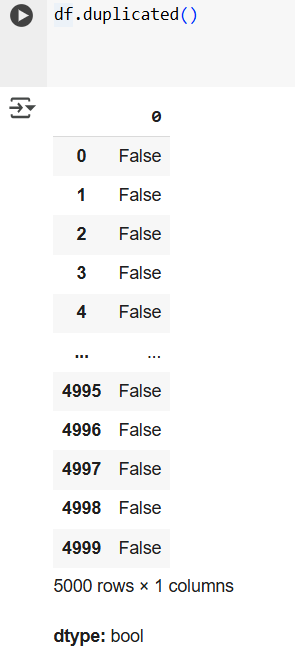 df.duplicated()
0
0 False
1 False
2 False
3 False
4 False
... ...
4995 False
4996 False
4997 False
4998 False
4999 False
5000 rows × 1 columns
dtype: bool